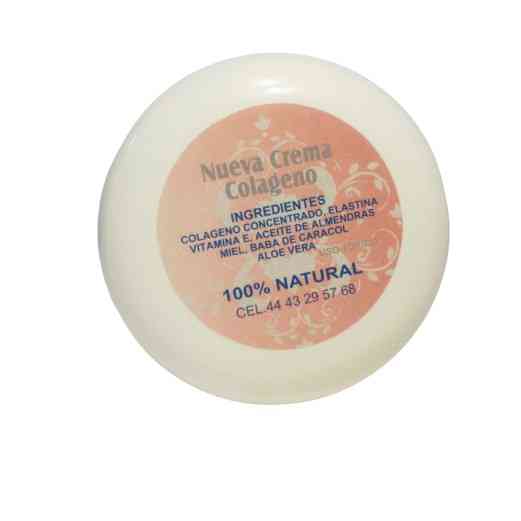 Nueva Crema
Colageno
INGREDIENTES
COLAGENO CONCENTRADO, ELASTINA
VITAMINA E, ACEITE DE ALMENDRAS
MIEL, BABA DE CARACOL
ALOE VERA
100% NATURAL
CEL.44 43 29 57 68